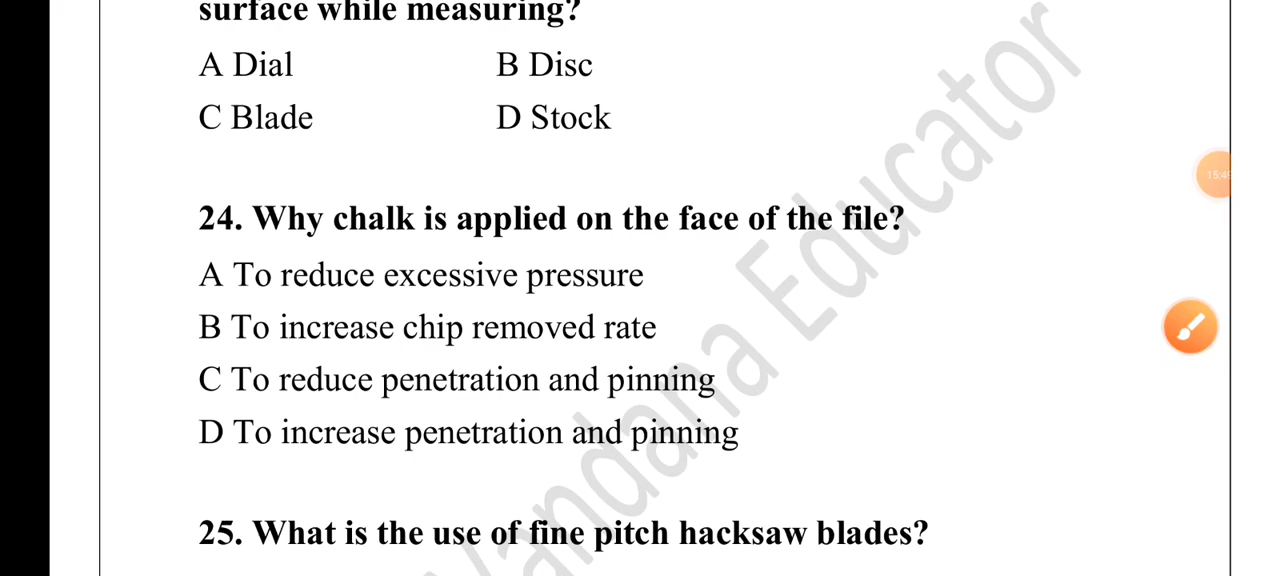 surface while measuring?
A Dial B Disc
C Blade D Stock
24. Why chalk is applied on the face of the file?
A To reduce excessive pressure
B To increase chip removed rate
C To reduce penetration and pinning
D To increase penetration and pinning
25. What is the use of fine pitch hacksaw blades?
Vandana Educator